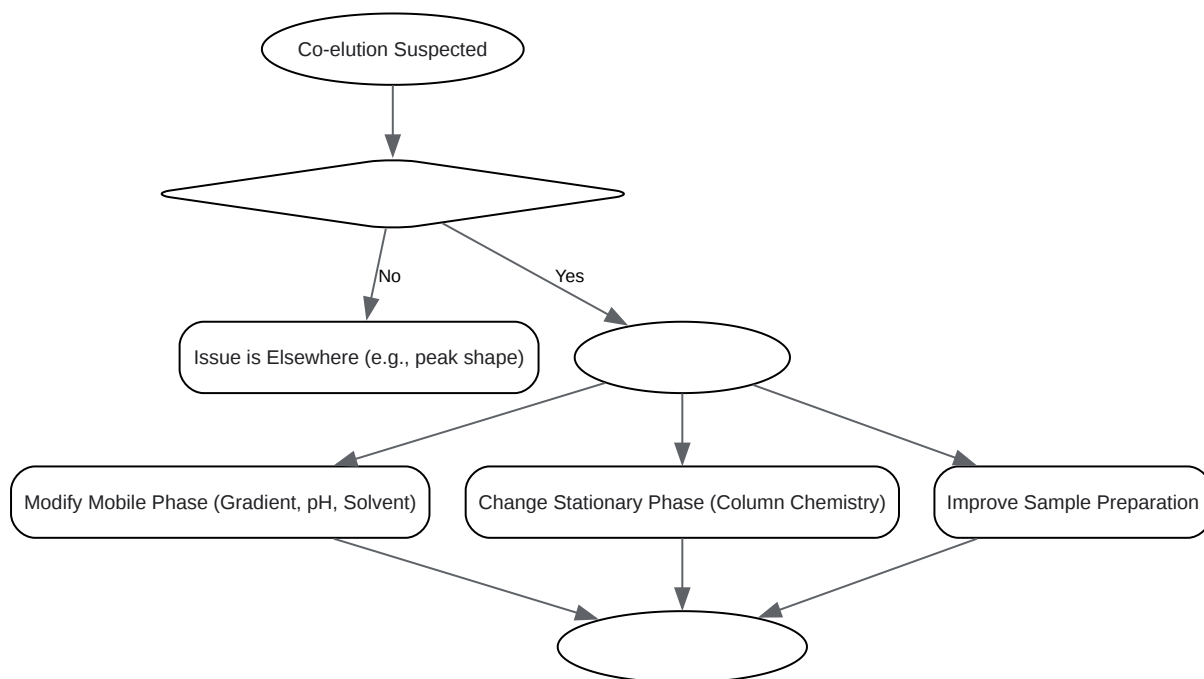 Co-elution Suspected
No
Yes
Issue is Elsewhere (e.g., peak shape)
Modify Mobile Phase (Gradient, pH, Solvent)
Change Stationary Phase (Column Chemistry)
Improve Sample Preparation